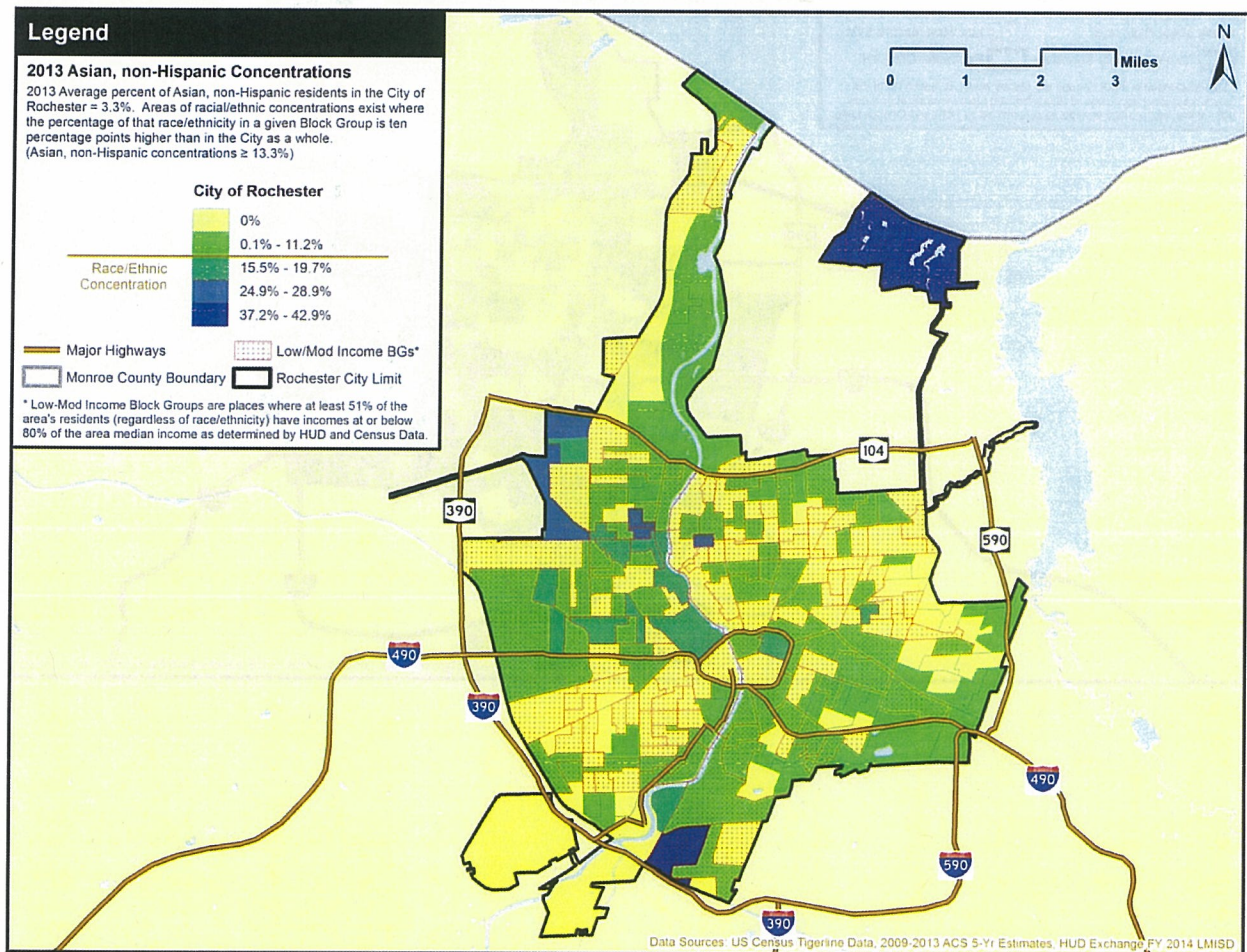 Legend
2013 Asian, non-Hispanic Concentrations
2013 Average percent of Asian, non-Hispanic residents in the City of
Rochester = 3.3%. Areas of racial/ethnic concentrations exist where
the percentage of that race/ethnicity in a given Block Group is ten
percentage points higher than in the City as a whole.
(Asian, non-Hispanic concentrations ≥ 13.3%)
City of Rochester
0%
0.1% - 11.2%
Race/Ethnic
Concentration
15.5% - 19.7%
24.9% - 28.9%
37.2% - 42.9%
Major Highways
Low/Mod Income BGs*
Monroe County Boundary
Rochester City Limit
* Low-Mod Income Block Groups are places where at least 51% of the
area's residents (regardless of race/ethnicity) have incomes at or below
80% of the area median income as determined by HUD and Census Data.
0 1 2 3 Miles
N
104
390
590
490
390
490
590
390
Data Sources: US Census Tigerline Data, 2009-2013 ACS 5-Yr Estimates, HUD Exchange FY 2014 LMISD